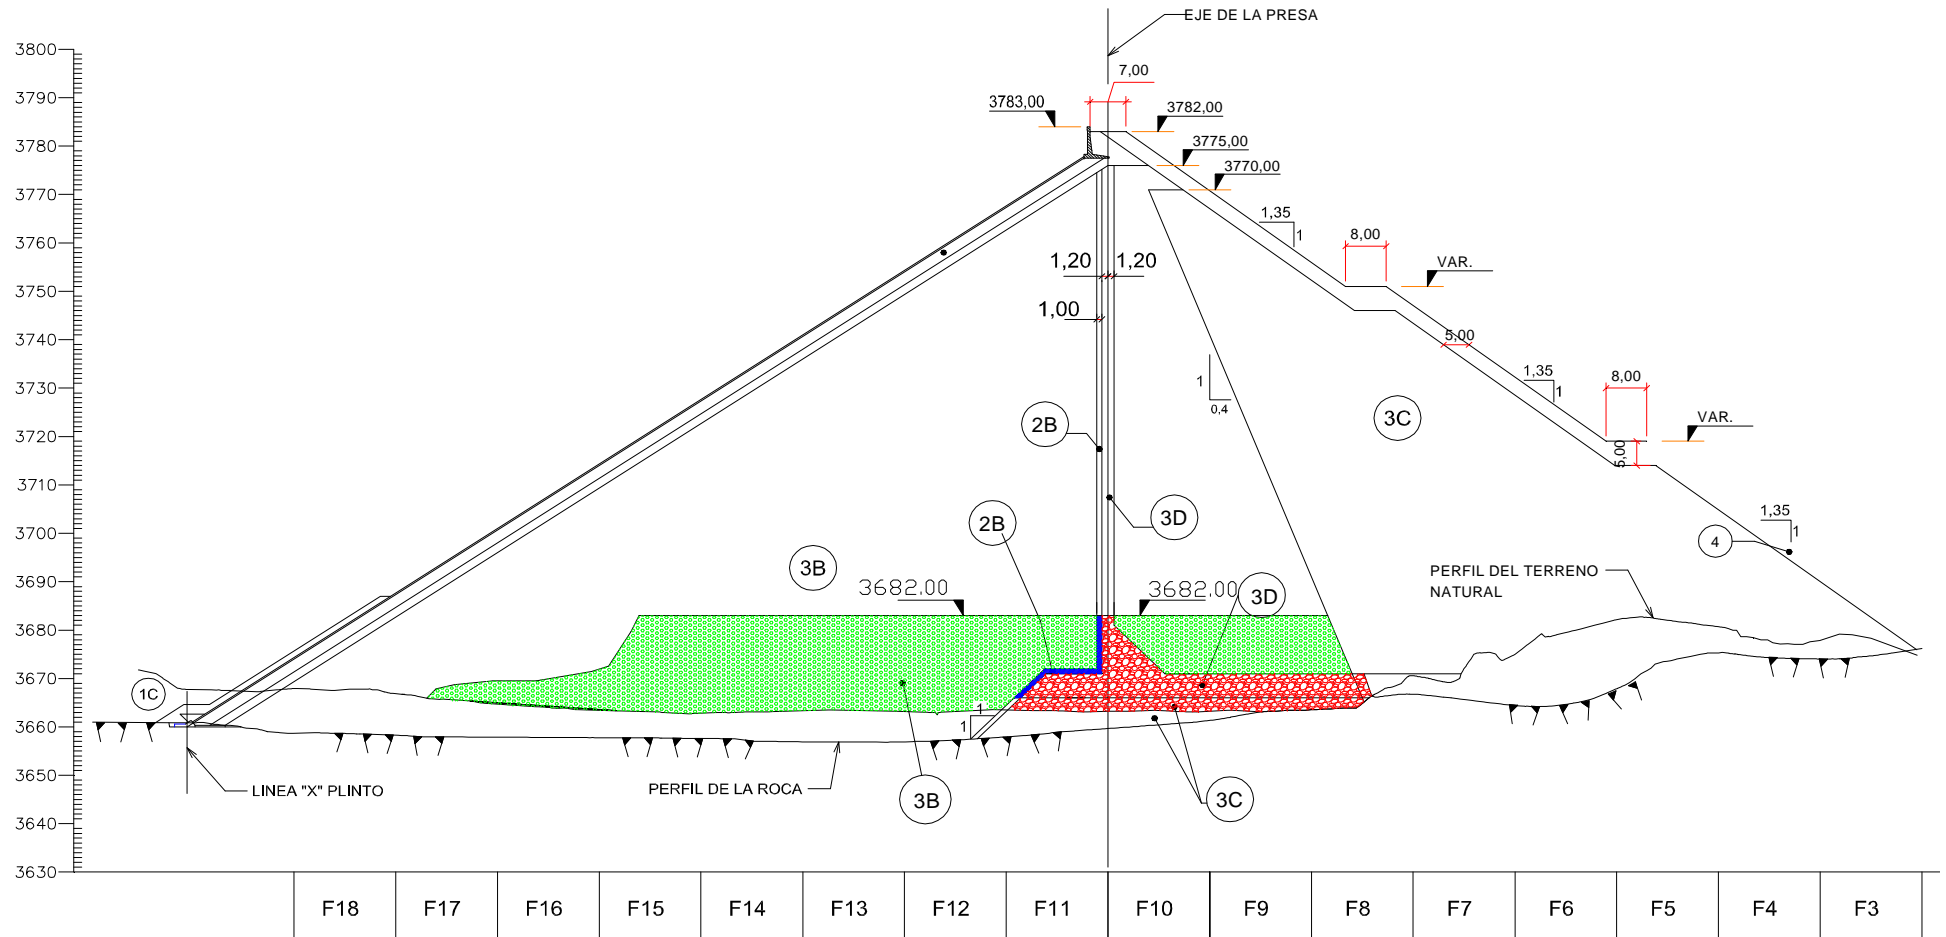 EJE DE LA PRESA
3800
7,00
3790
3783,00
3782,00
3780
3775,00
3770
3770,00
1,35
1
8,00
3760
VAR.
1,20
1,20
3750
1,00
3740
5,00
3730
1
0,4
1,35
1
8,00
3720
2B
3C
VAR.
5,00
3710
1,35
1
3700
2B
3D
4
3690
3B
3682.00
3682.00
3D
PERFIL DEL TERRENO
NATURAL
3680
3670
1C
1
1
3660
3650
LINEA "X" PLINTO
PERFIL DE LA ROCA
3B
3C
3640
3630
F18 F17 F16 F15 F14 F13 F12 F11 F10 F9 F8 F7 F6 F5 F4 F3